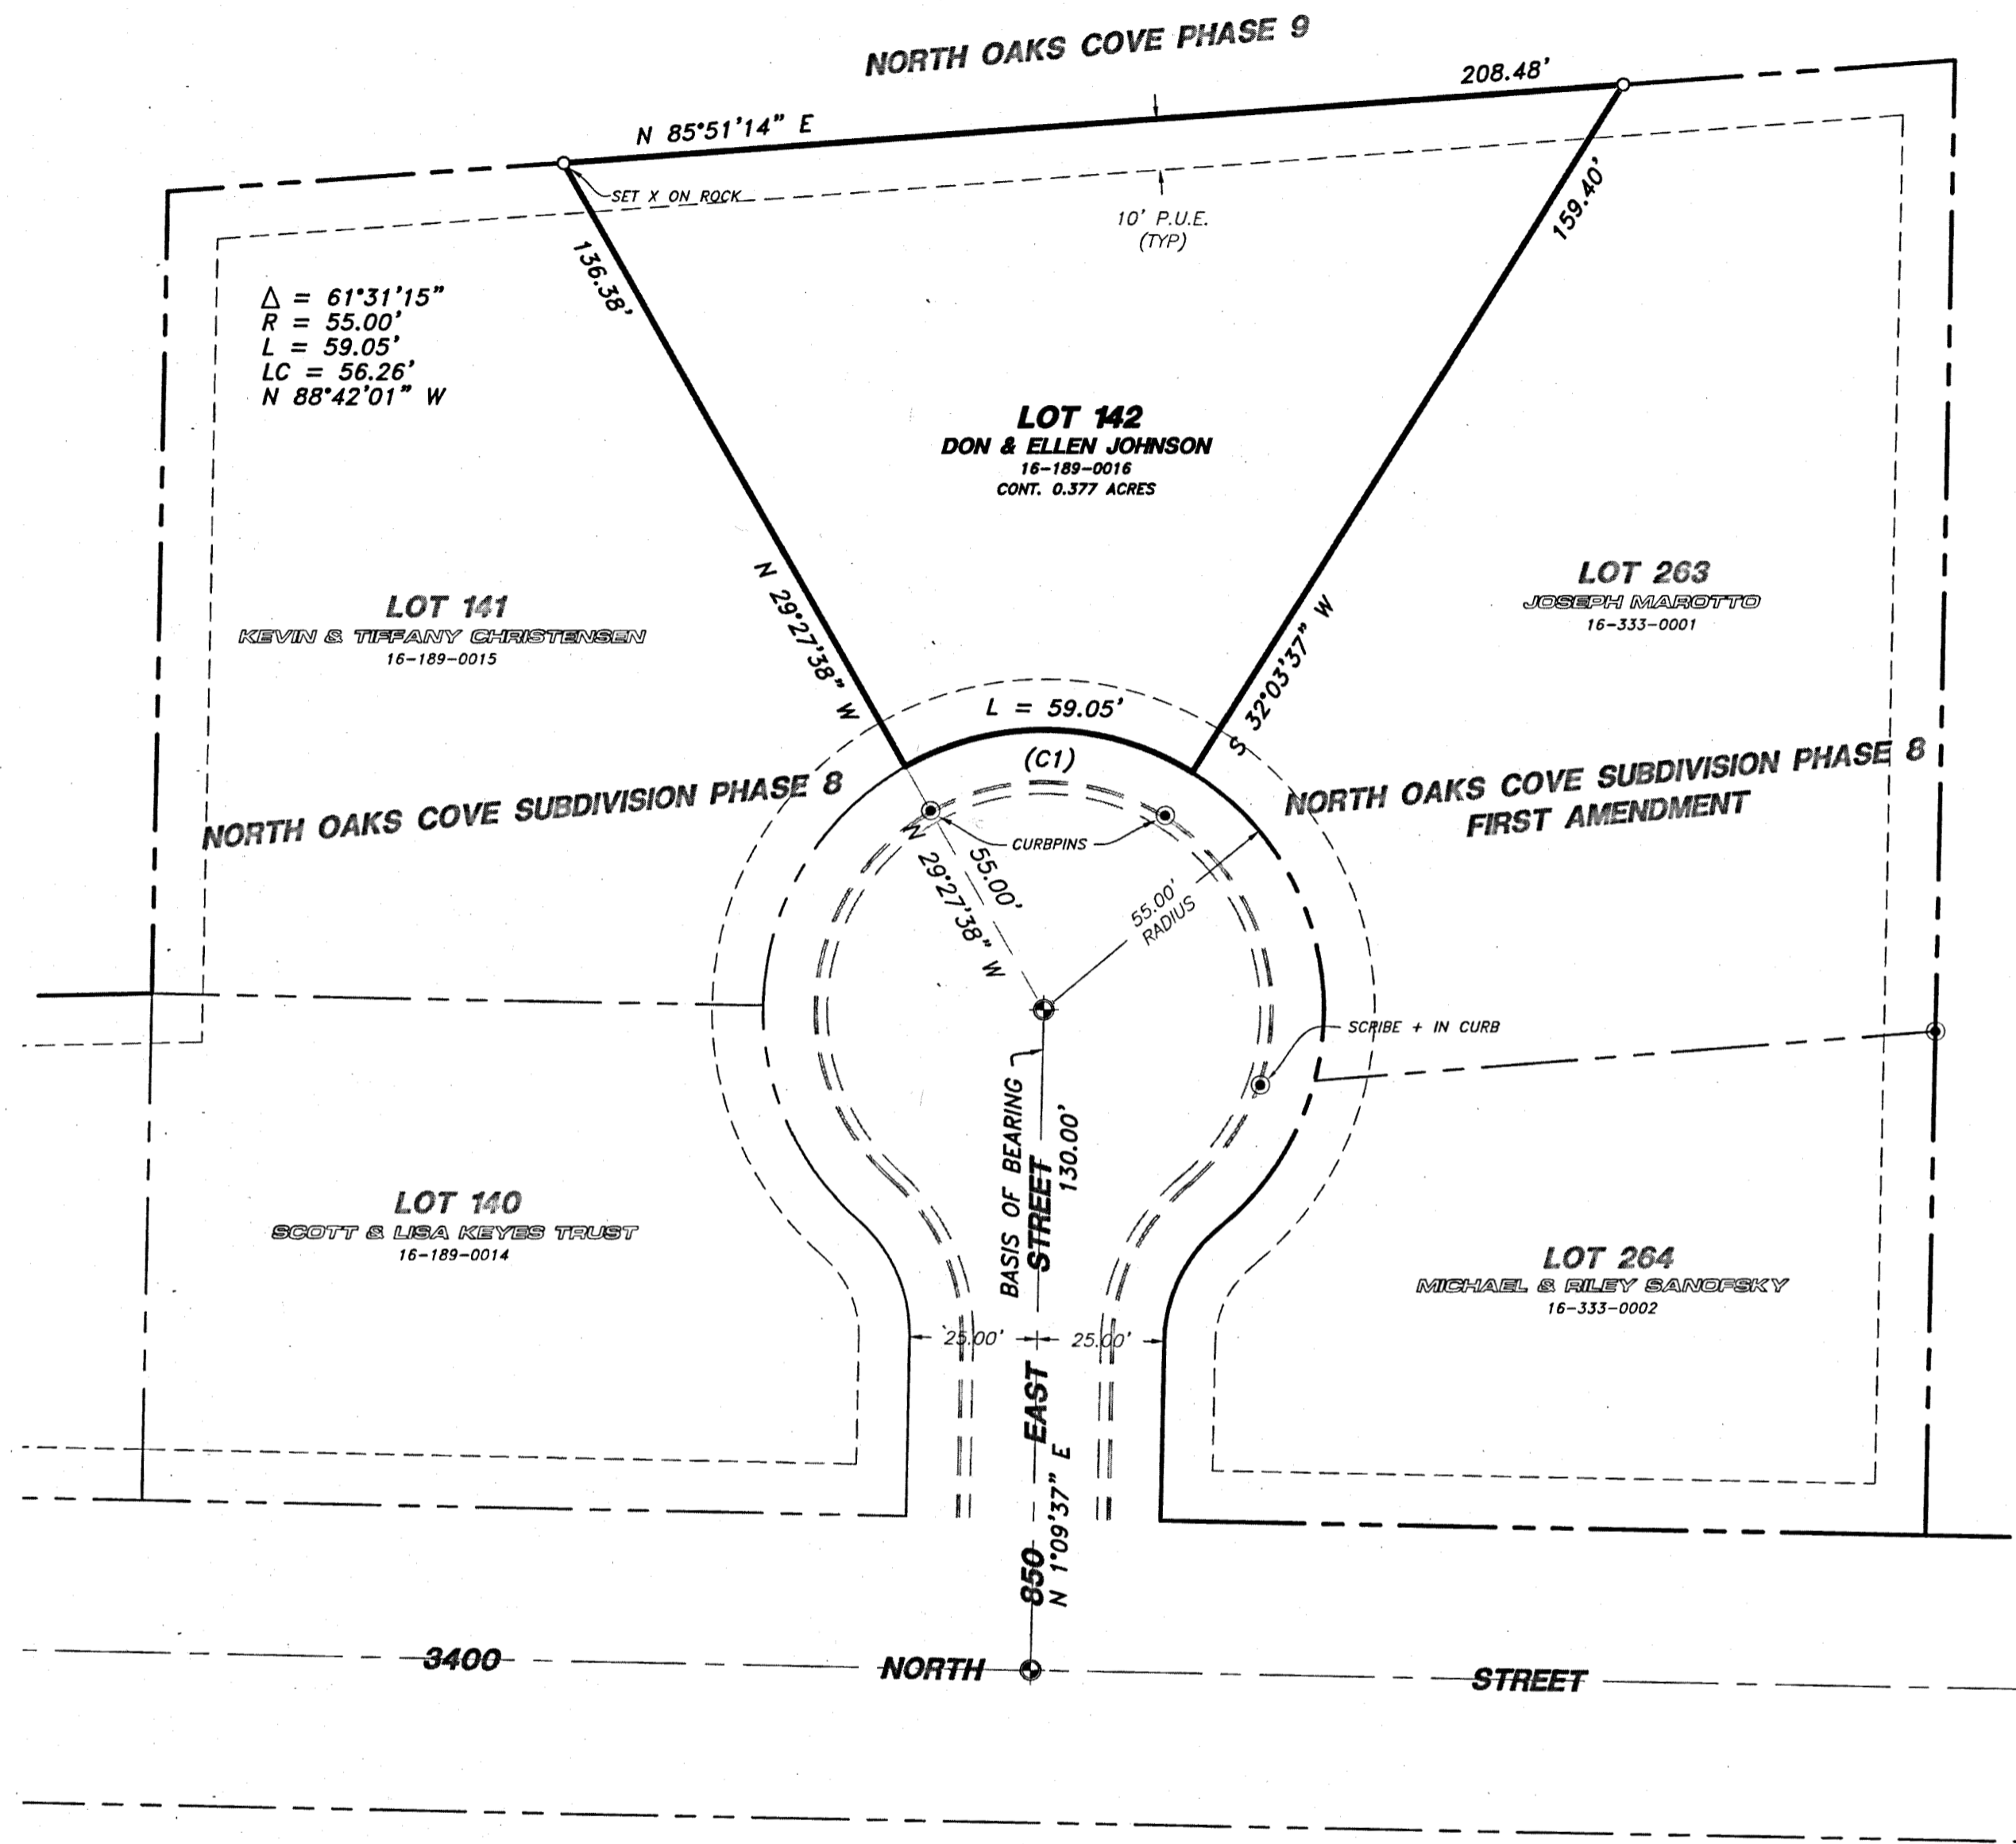 NORTH OAKS COVE PHASE 9
208.48'
N 85°51'14" E
SET X ON ROCK
10' P.U.E.
(TYP)
136.38'
159.40'
Δ = 61°31'15"
R = 55.00'
L = 59.05'
LC = 56.26'
N 88°42'01" W
LOT 142
DON & ELLEN JOHNSON
16-189-0016
CONT. 0.377 ACRES
N 29°27'38" W
S 32°03'37" W
LOT 141
KEVIN & TIFFANY CHRISTENSEN
16-189-0015
LOT 263
JOSEPH MAROTTO
16-333-0001
L = 59.05'
(C1)
NORTH OAKS COVE SUBDIVISION PHASE 8
NORTH OAKS COVE SUBDIVISION PHASE 8
FIRST AMENDMENT
CURBPINS
55.00'
N 29°27'38" W
55.00'
RADIUS
SCRIBE + IN CURB
BASIS OF BEARING
130.00'
LOT 140
SCOTT & LISA KEYES TRUST
16-189-0014
LOT 264
MICHAEL & RILEY SANOFSKY
16-333-0002
25.00'
25.00'
850 EAST STREET
N 1°09'37" E
3400 NORTH STREET